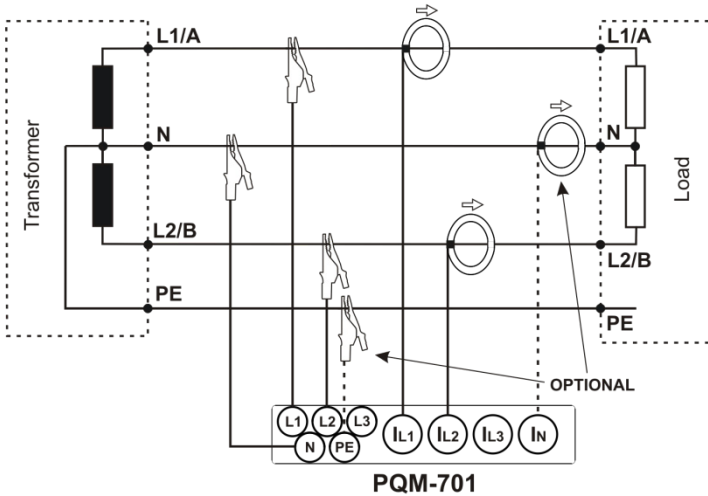 L1/A
L1/A
Transformer
N
N
Load
L2/B
L2/B
PE
PE
OPTIONAL
L1
L2
L3
N
PE
IL1
IL2
IL3
IN
PQM-701